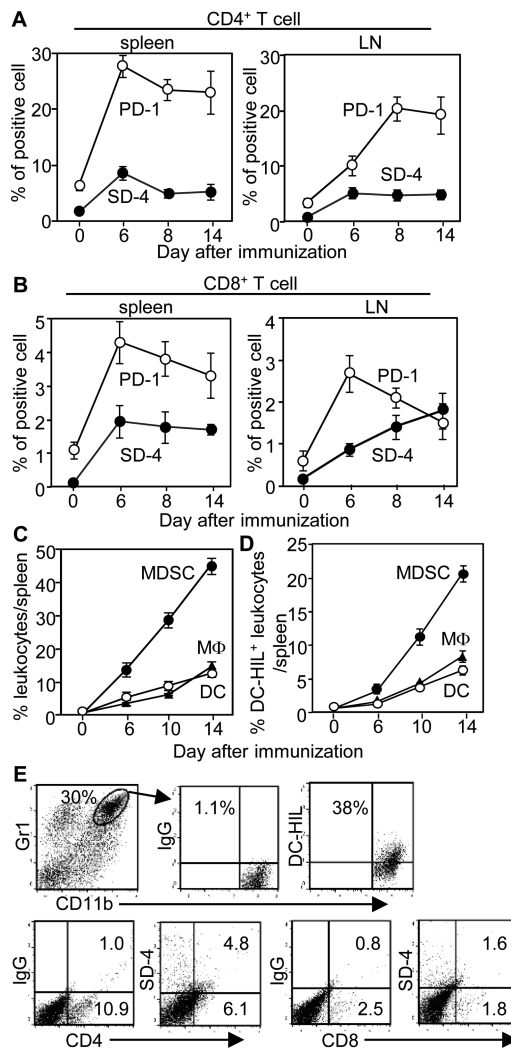 A
CD4+ T cell
spleen
LN
% of positive cell
30
20
10
0
PD-1
SD-4
0 6 8 14
% of positive cell
30
20
10
0
PD-1
SD-4
0 6 8 14
Day after immunization
B
CD8+ T cell
spleen
LN
% of positive cell
5
4
3
2
1
0
PD-1
SD-4
0 6 8 14
% of positive cell
4
3
2
1
0
PD-1
SD-4
0 6 8 14
Day after immunization
C
% leukocytes/spleen
50
40
30
20
10
0
MDSC
MΦ
DC
0 6 10 14
D
% DC-HIL+ leukocytes
/spleen
25
20
15
10
5
0
MDSC
MΦ
DC
0 6 10 14
Day after immunization
E
Gr1
30%
IgG
1.1%
DC-HIL
38%
CD11b
IgG
1.0
10.9
SD-4
4.8
6.1
CD4
IgG
0.8
2.5
SD-4
1.6
1.8
CD8